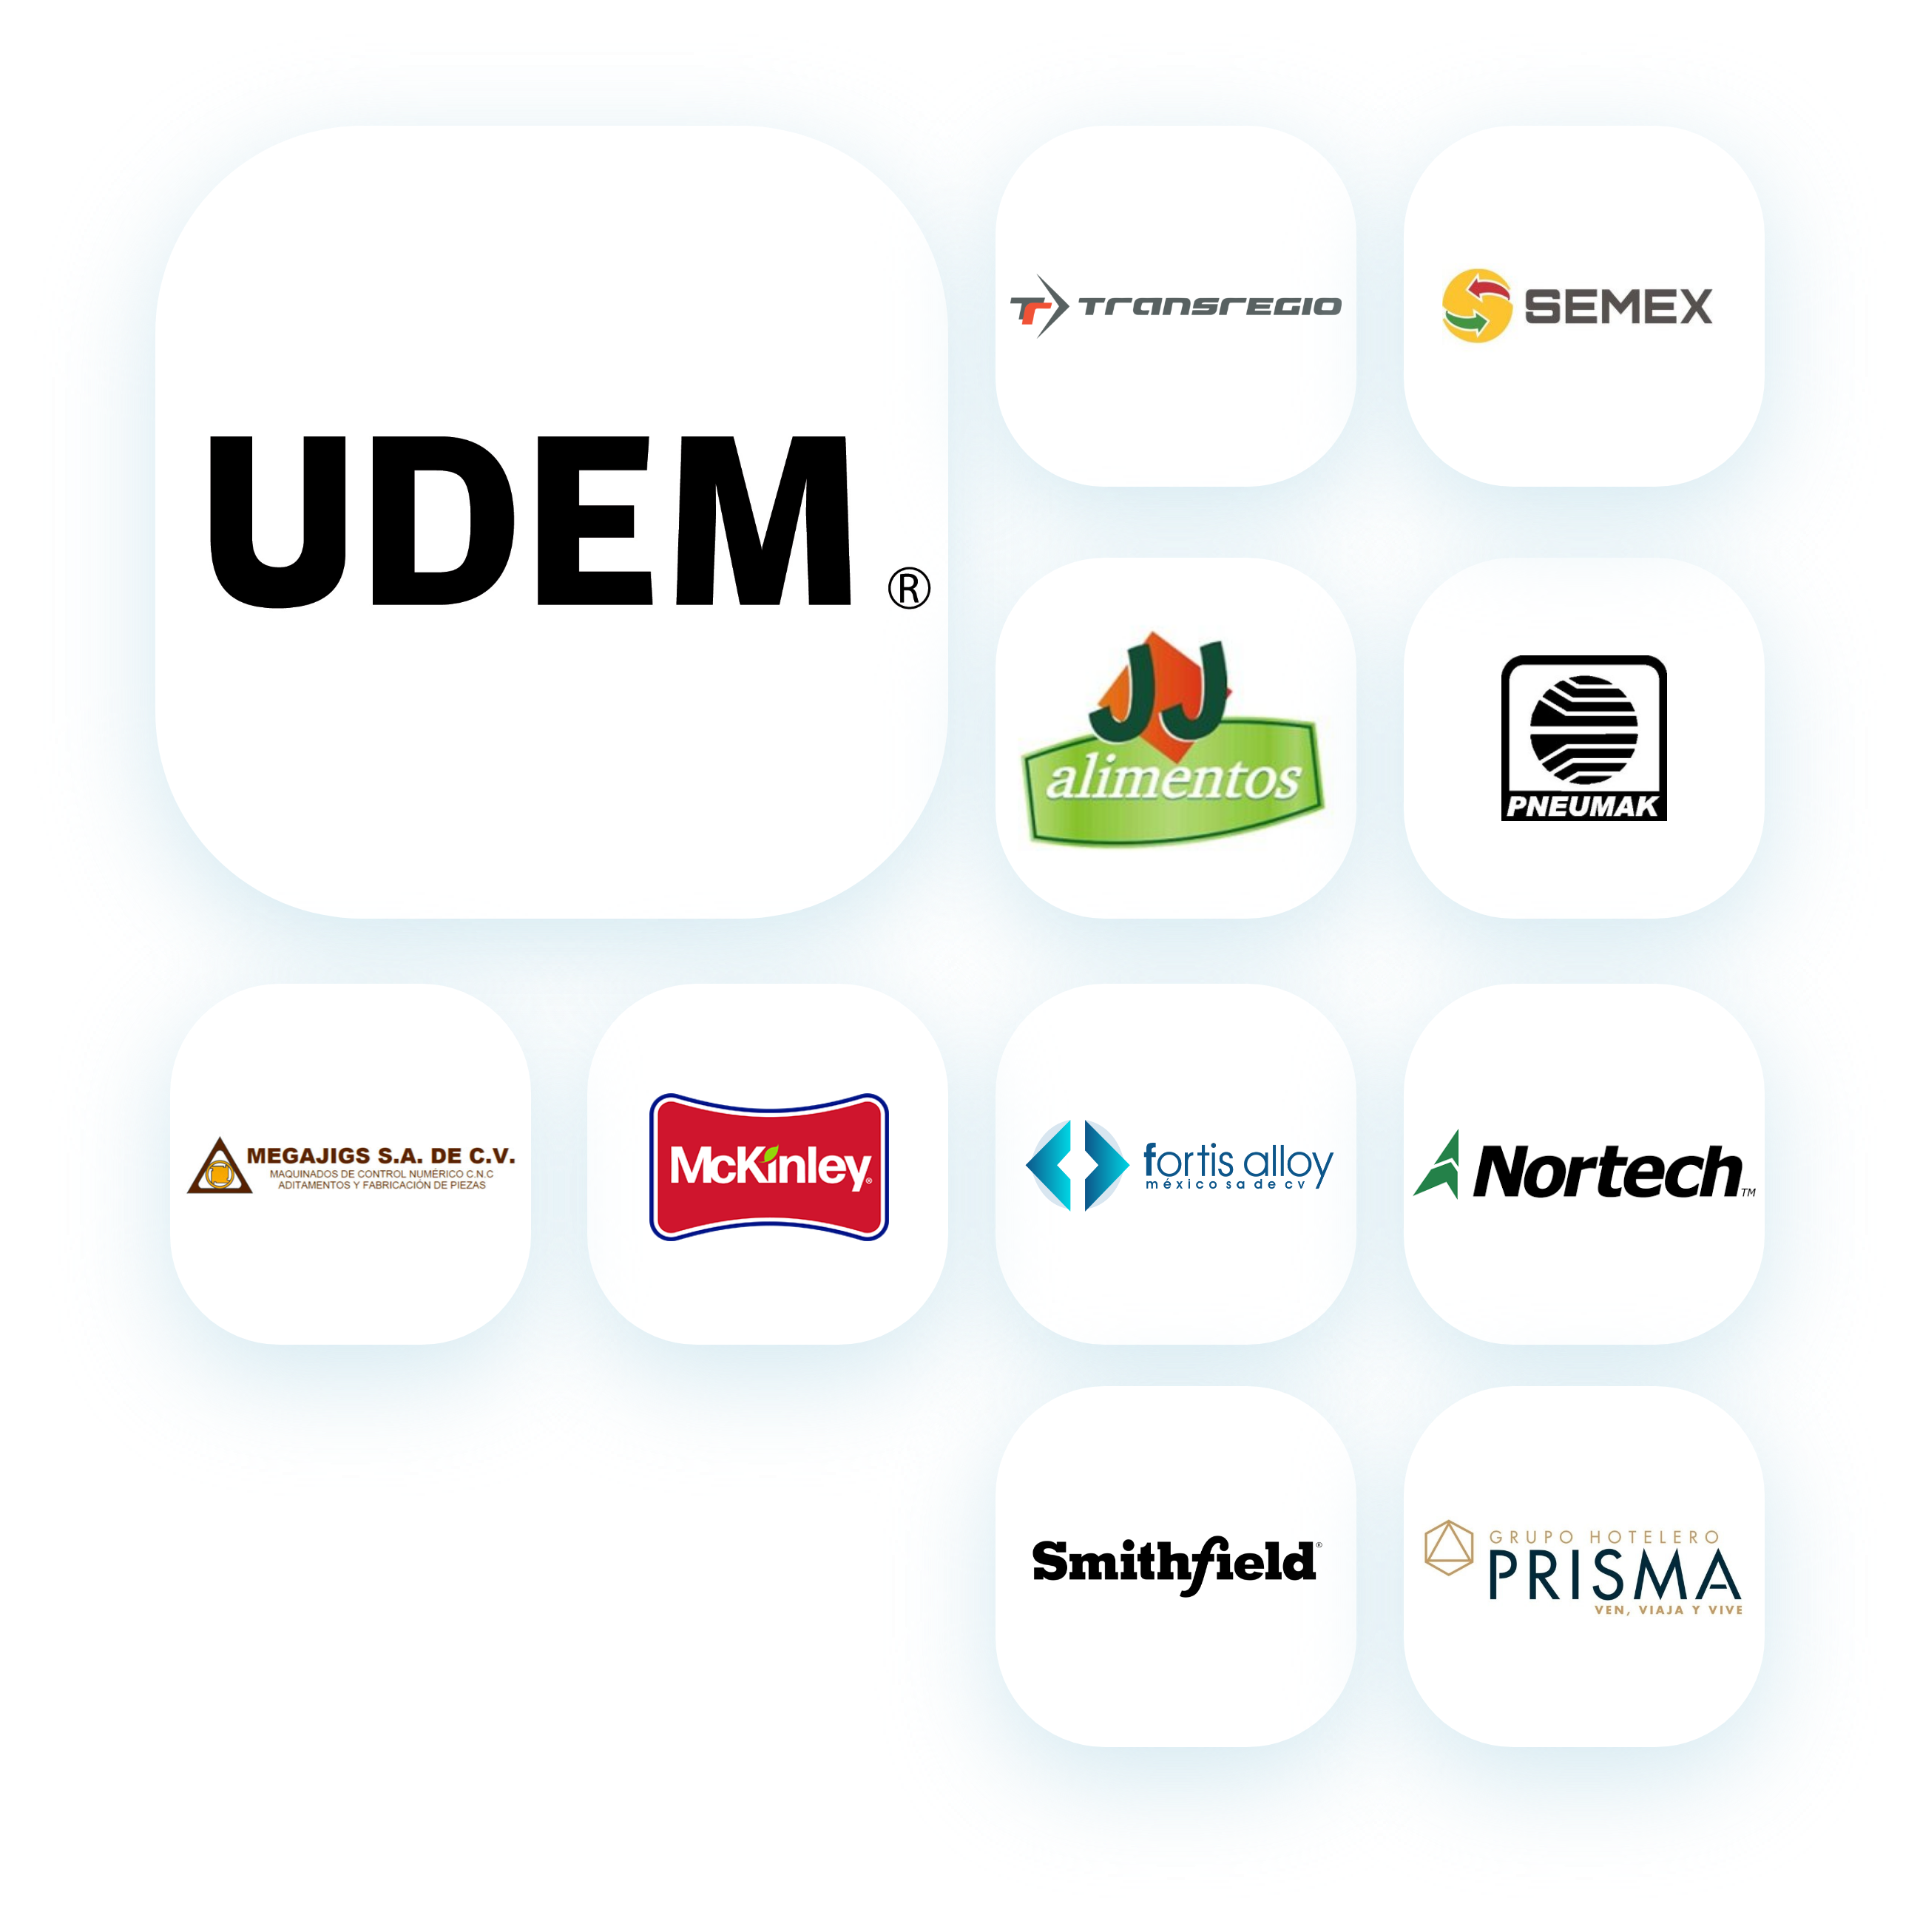 UDEM ®
Tr TRANSREGIO
SEMEX
JJ
alimentos
PNEUMAK
MEGAJIGS S.A. DE C.V.
MAQUINADOS DE CONTROL NUMÉRICO C.N.C
ADITAMENTOS Y FABRICACIÓN DE PIEZAS
McKinley®
fortis alloy
méxico sa de cv
Nortech™
Smithfield®
GRUPO HOTELERO
PRISMA
VEN, VIAJA Y VIVE